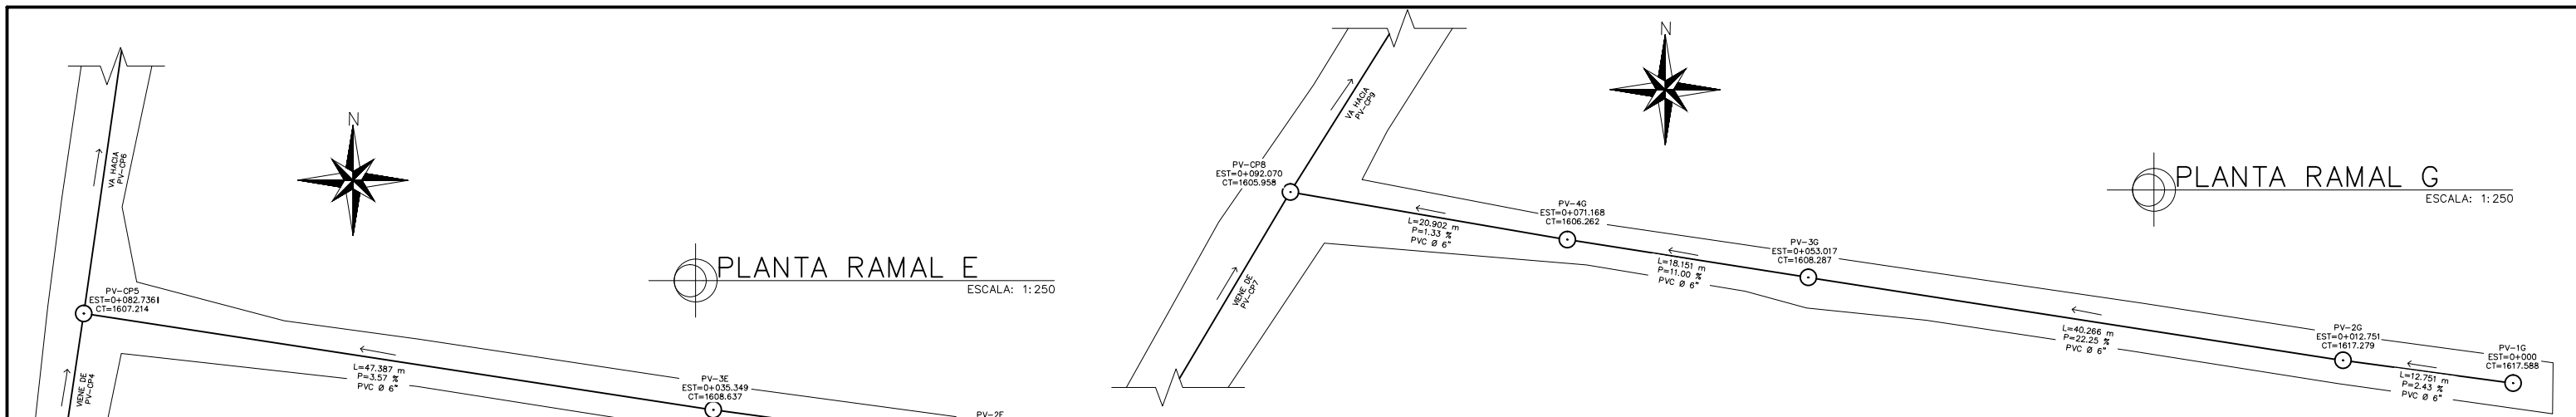 N
VA HACIA
PV-CP6
PLANTA RAMAL E
ESCALA: 1:250
PV-CP5
EST=0+082.7361
CT=1607.214
VIENE DE
PV-CP4
L=47.387 m
P=3.57 %
PVC Ø 6"
PV-3E
EST=0+035.349
CT=1608.637
PV-2E
N
VA HACIA
PV-CP9
PV-CP8
EST=0+092.070
CT=1605.958
VIENE DE
PV-CP7
PLANTA RAMAL G
ESCALA: 1:250
L=20.902 m
P=1.33 %
PVC Ø 6"
PV-4G
EST=0+071.168
CT=1606.262
L=18.151 m
P=11.00 %
PVC Ø 6"
PV-3G
EST=0+053.017
CT=1608.287
L=40.266 m
P=22.25 %
PVC Ø 6"
PV-2G
EST=0+012.751
CT=1617.279
L=12.751 m
P=2.43 %
PVC Ø 6"
PV-1G
EST=0+000
CT=1617.588